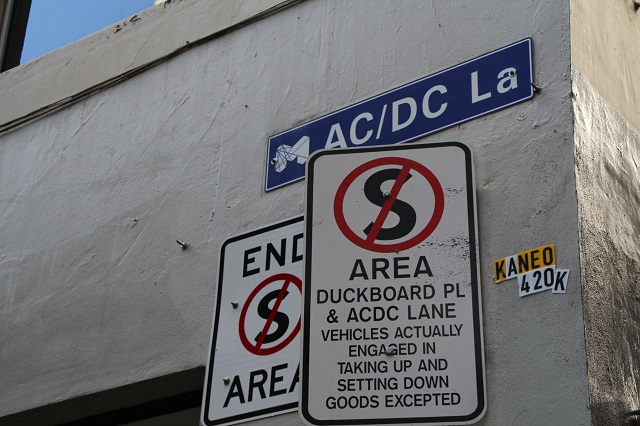 AC/DC La
END
S
AREA
S
AREA
DUCKBOARD PL
& ACDC LANE
VEHICLES ACTUALLY
ENGAGED IN
TAKING UP AND
SETTING DOWN
GOODS EXCEPTED
KANEO
420K